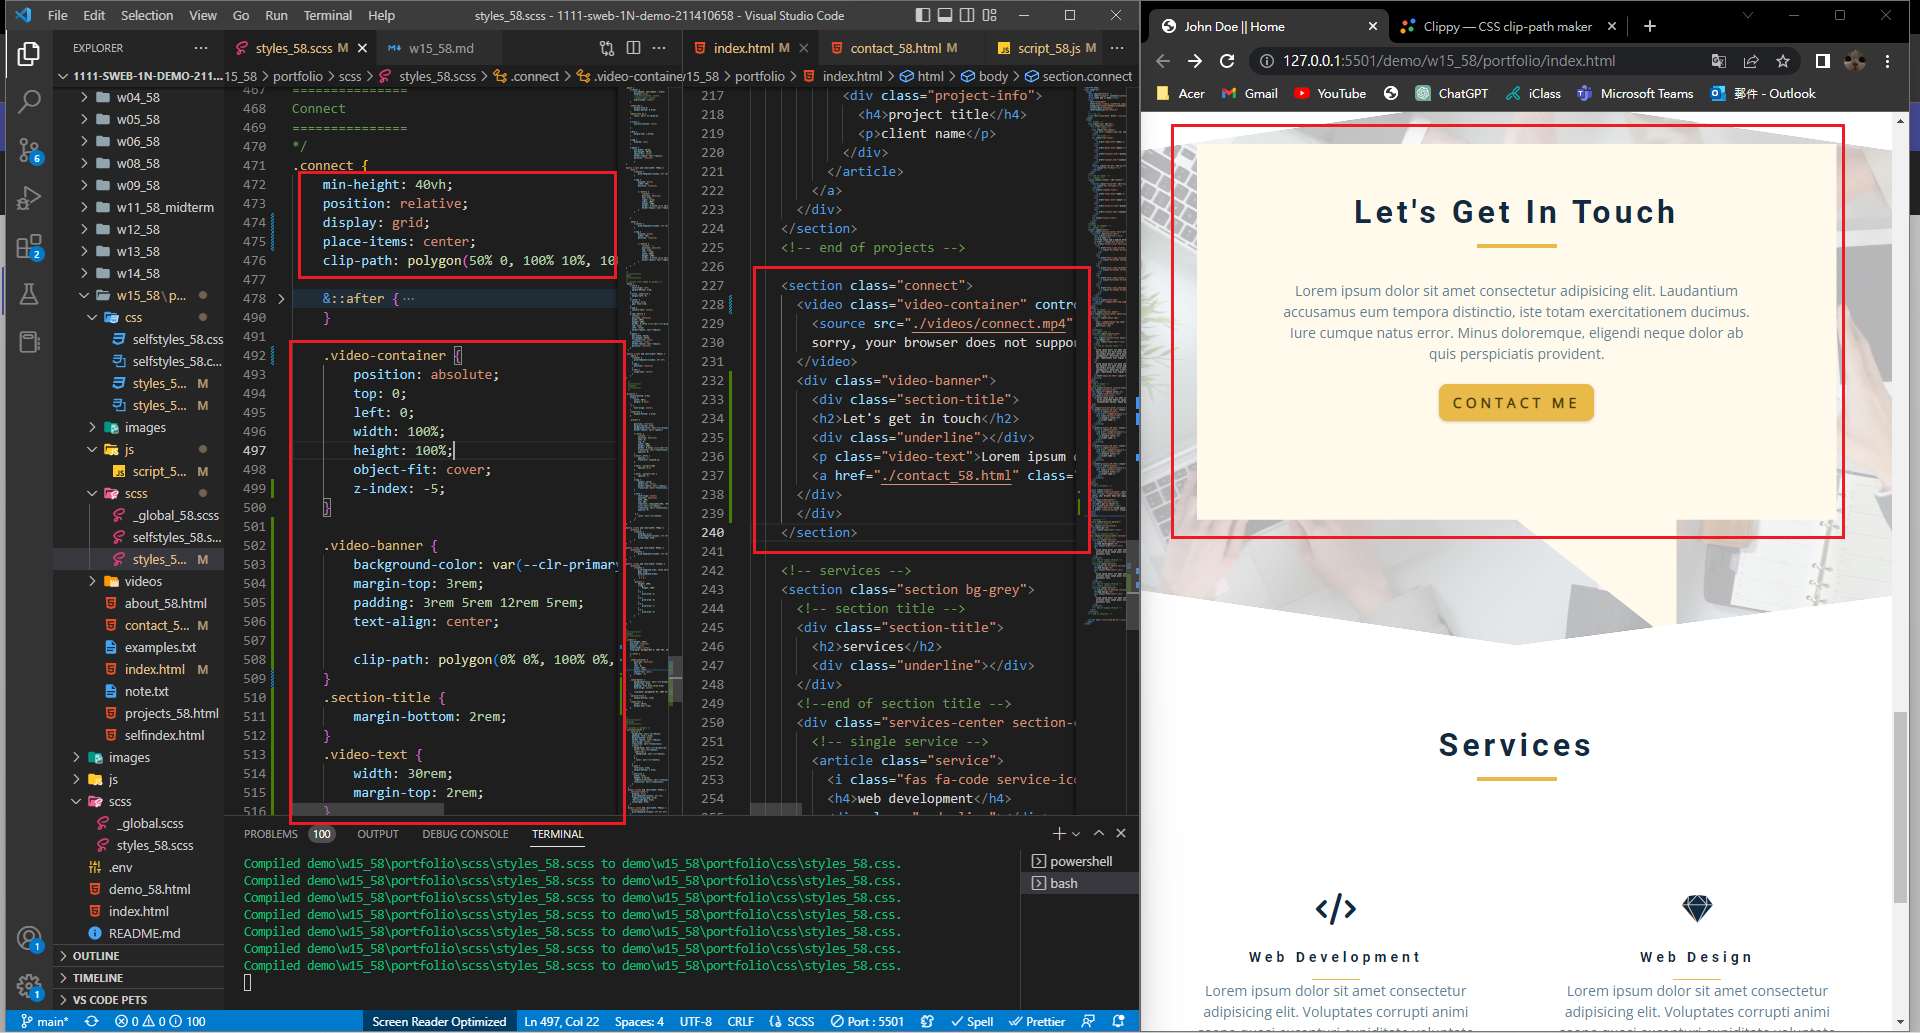 File Edit Selection View Go Run Terminal Help
styles_58.scss - 1111-sweb-1N-demo-211410658 - Visual Studio Code
EXPLORER
1111-SWEB-1N-DEMO-211...
w04_58
w05_58
w06_58
w08_58
w09_58
w11_58_midterm
w12_58
w13_58
w14_58
w15_58\p...
css
selfstyles_58.css
selfstyles_58.c...
styles_5... M
styles_5... M
images
js
script_5... M
scss
_global_58.scss
selfstyles_58.s...
styles_5... M
videos
about_58.html
contact_5... M
examples.txt
index.html M
note.txt
projects_58.html
selfindex.html
images
js
scss
_global.scss
styles_58.scss
.env
demo_58.html
index.html
README.md
OUTLINE
TIMELINE
VS CODE PETS
styles_58.scss M
w15_58.md
15_58 > portfolio > scss > styles_58.scss > .connect > .video-container
467 ===============
468 Connect
469 ===============
470 */
471 .connect {
472 min-height: 40vh;
473 position: relative;
474 display: grid;
475 place-items: center;
476 clip-path: polygon(50% 0, 100% 10%, 10
477
478 &::after {···
490 }
491
492 .video-container {
493 position: absolute;
494 top: 0;
495 left: 0;
496 width: 100%;
497 height: 100%;
498 object-fit: cover;
499 z-index: -5;
500 }
501
502 .video-banner {
503 background-color: var(--clr-primary
504 margin-top: 3rem;
505 padding: 3rem 5rem 12rem 5rem;
506 text-align: center;
507
508 clip-path: polygon(0% 0%, 100% 0%,
509 }
510 .section-title {
511 margin-bottom: 2rem;
512 }
513 .video-text {
514 width: 30rem;
515 margin-top: 2rem;
516 }
index.html M
contact_58.html M
script_58.js M
15_58 > portfolio > index.html > html > body > section.connect
217 <div class="project-info">
218 <h4>project title</h4>
219 <p>client name</p>
220 </div>
221 </article>
222 </a>
223 </div>
224 </section>
225 <!-- end of projects -->
226
227 <section class="connect">
228 <video class="video-container" contr
229 <source src="./videos/connect.mp4"
230 sorry, your browser does not suppo
231 </video>
232 <div class="video-banner">
233 <div class="section-title">
234 <h2>Let's get in touch</h2>
235 <div class="underline"></div>
236 <p class="video-text">Lorem ipsum
237 <a href="./contact_58.html" class=
238 </div>
239 </div>
240 </section>
241
242 <!-- services -->
243 <section class="section bg-grey">
244 <!-- section title -->
245 <div class="section-title">
246 <h2>services</h2>
247 <div class="underline"></div>
248 </div>
249 <!--end of section title -->
250 <div class="services-center section-
251 <!-- single service -->
252 <article class="service">
253 <i class="fas fa-code service-ic
254 <h4>web development</h4>
PROBLEMS 100 OUTPUT DEBUG CONSOLE TERMINAL
Compiled demo\w15_58\portfolio\scss\styles_58.scss to demo\w15_58\portfolio\css\styles_58.css.
Compiled demo\w15_58\portfolio\scss\styles_58.scss to demo\w15_58\portfolio\css\styles_58.css.
Compiled demo\w15_58\portfolio\scss\styles_58.scss to demo\w15_58\portfolio\css\styles_58.css.
Compiled demo\w15_58\portfolio\scss\styles_58.scss to demo\w15_58\portfolio\css\styles_58.css.
Compiled demo\w15_58\portfolio\scss\styles_58.scss to demo\w15_58\portfolio\css\styles_58.css.
Compiled demo\w15_58\portfolio\scss\styles_58.scss to demo\w15_58\portfolio\css\styles_58.css.
Compiled demo\w15_58\portfolio\scss\styles_58.scss to demo\w15_58\portfolio\css\styles_58.css.
powershell
bash
main* 0 0 100 Screen Reader Optimized Ln 497, Col 22 Spaces: 4 UTF-8 CRLF SCSS Port : 5501 Spell Prettier
John Doe || Home
Clippy — CSS clip-path maker
127.0.0.1:5501/demo/w15_58/portfolio/index.html
Acer Gmail YouTube ChatGPT iClass Microsoft Teams 郵件 - Outlook
Let's Get In Touch
Lorem ipsum dolor sit amet consectetur adipisicing elit. Laudantium
accusamus eum tempora distinctio, iste totam exercitationem ducimus.
Iure cumque natus error. Minus doloremque, eligendi neque dolor ab
quis perspiciatis provident.
CONTACT ME
Services
Web Development
Lorem ipsum dolor sit amet consectetur
adipisicing elit. Voluptates corrupti animi
Web Design
Lorem ipsum dolor sit amet consectetur
adipisicing elit. Voluptates corrupti animi